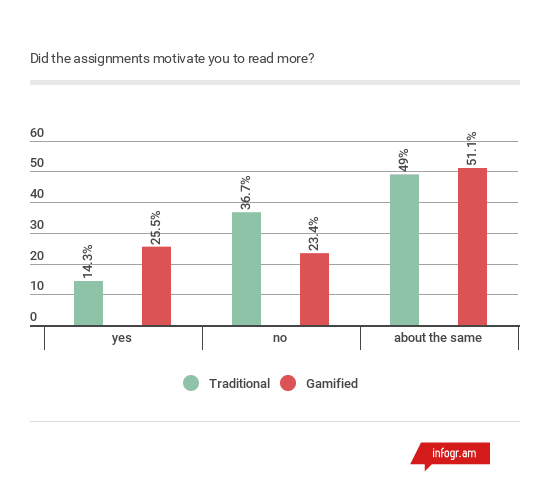 Did the assignments motivate you to read more?
60
50
40
30
20
10
0
14.3%
25.5%
36.7%
23.4%
49%
51.1%
yes
no
about the same
Traditional
Gamified
infogr.am